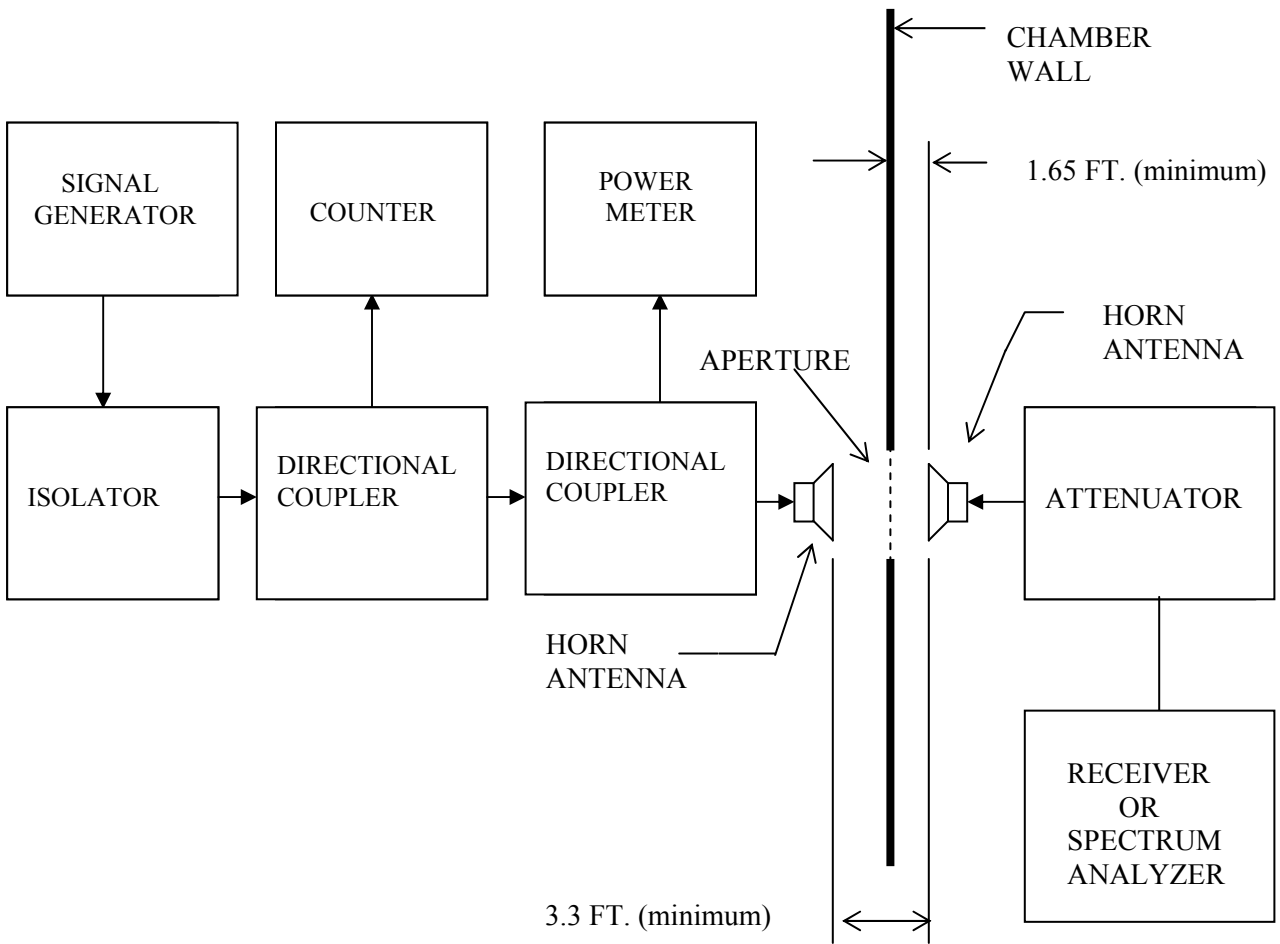 CHAMBER
WALL
1.65 FT. (minimum)
SIGNAL
GENERATOR
COUNTER
POWER
METER
HORN
ANTENNA
APERTURE
ISOLATOR
DIRECTIONAL
COUPLER
DIRECTIONAL
COUPLER
ATTENUATOR
HORN
ANTENNA
RECEIVER
OR
SPECTRUM
ANALYZER
3.3 FT. (minimum)